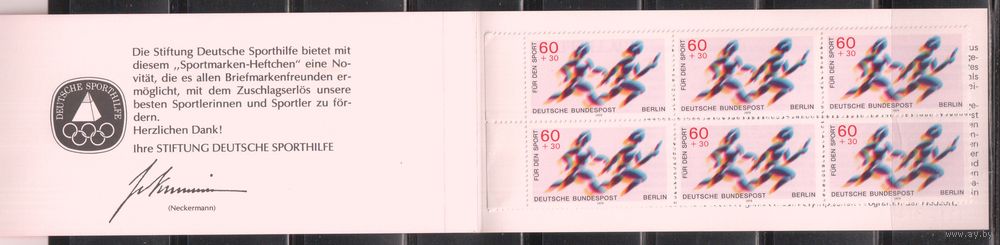 Die Stiftung Deutsche Sporthilfe bietet mit
diesem „Sportmarken-Heftchen" eine No-
vität, die es allen Briefmarkenfreunden er-
möglicht, mit dem Zuschlagserlös unsere
besten Sportlerinnen und Sportler zu för-
dern.
Herzlichen Dank!
Ihre STIFTUNG DEUTSCHE SPORTHILFE
(Neckermann)
DEUTSCHE SPORTHILFE
60
+ 30
FÜR DEN SPORT
DEUTSCHE BUNDESPOST BERLIN
60
+ 30
FÜR DEN SPORT
DEUTSCHE BUNDESPOST BERLIN
60
+ 30
FÜR DEN SPORT
DEUTSCHE BUNDESPOST BERLIN
60
+ 30
FÜR DEN SPORT
DEUTSCHE BUNDESPOST BERLIN
60
+ 30
FÜR DEN SPORT
DEUTSCHE BUNDESPOST BERLIN
60
+ 30
FÜR DEN SPORT
DEUTSCHE BUNDESPOST BERLIN
www.ay.by